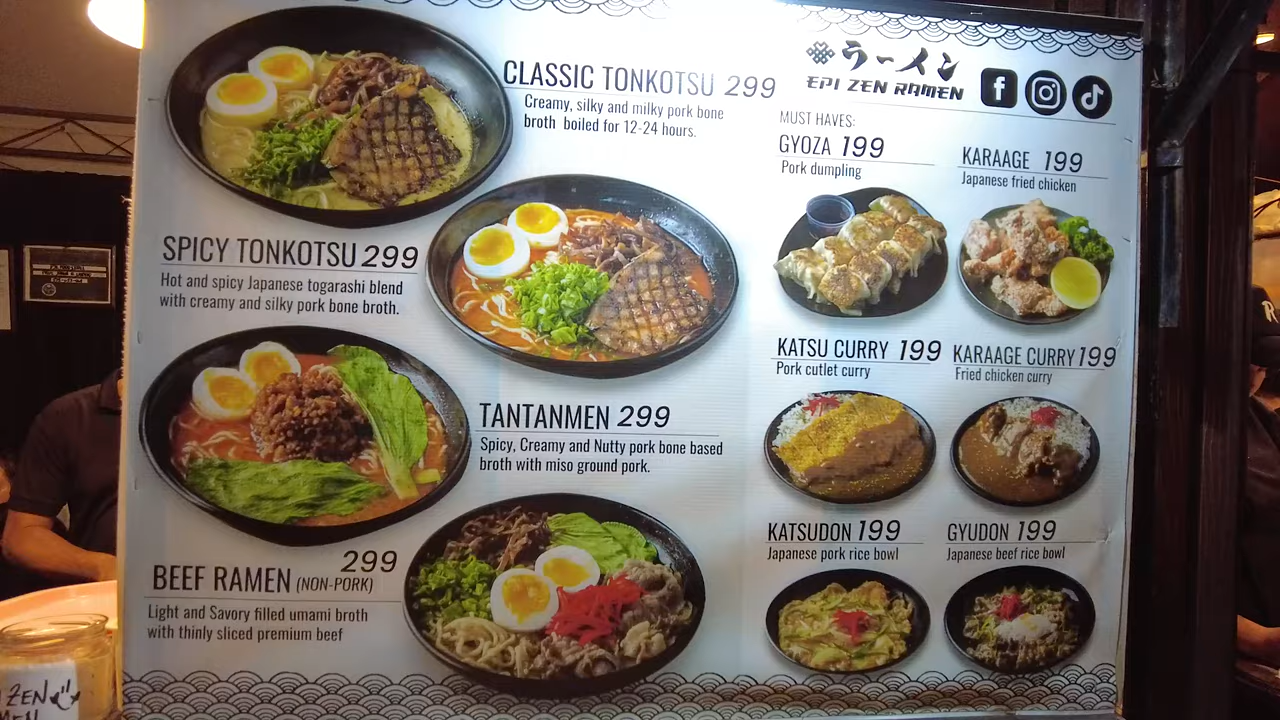 CLASSIC TONKOTSU 299
Creamy, silky and milky pork bone
broth boiled for 12-24 hours.
SPICY TONKOTSU 299
Hot and spicy Japanese togarashi blend
with creamy and silky pork bone broth.
TANTANMEN 299
Spicy, Creamy and Nutty pork bone based
broth with miso ground pork.
299
BEEF RAMEN (NON-PORK)
Light and Savory filled umami broth
with thinly sliced premium beef
ラーメン
EPI ZEN RAMEN
MUST HAVES:
GYOZA 199
Pork dumpling
KARAAGE 199
Japanese fried chicken
KATSU CURRY 199
Pork cutlet curry
KARAAGE CURRY 199
Fried chicken curry
KATSUDON 199
Japanese pork rice bowl
GYUDON 199
Japanese beef rice bowl
ZEN